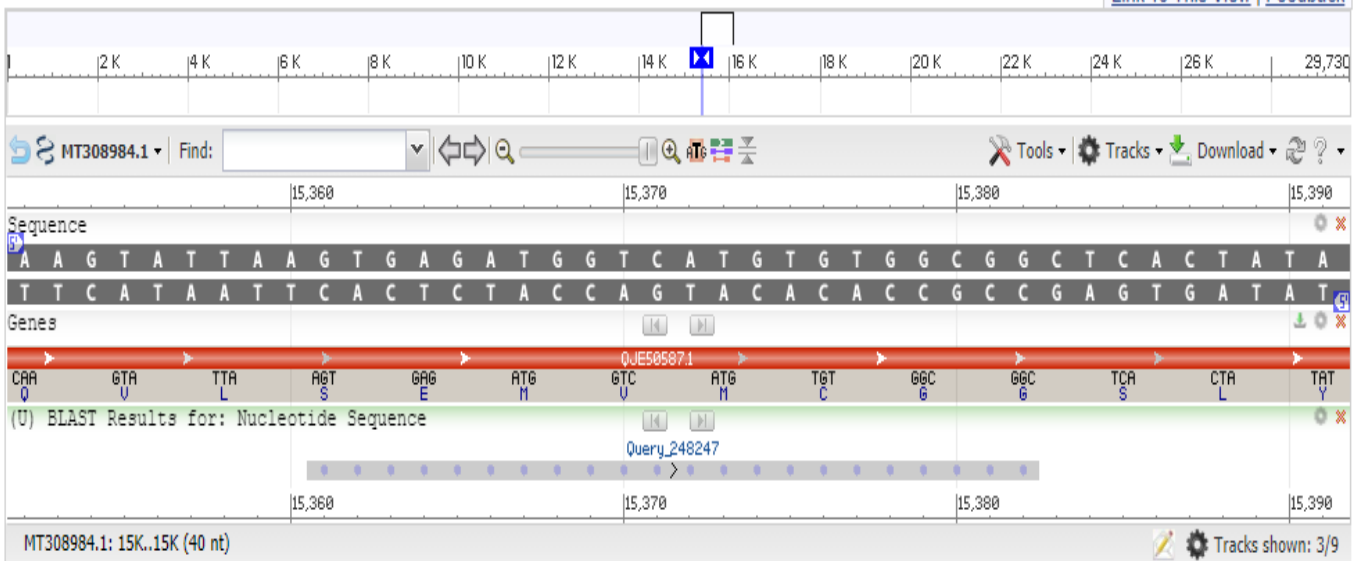 Link To This View | Feedback
1 2 K 4 K 6 K 8 K 10 K 12 K 14 K 16 K 18 K 20 K 22 K 24 K 26 K 29,730
MT308984.1 Find: ATG Tools Tracks Download ?
15,360 15,370 15,380 15,390
Sequence
5'
A A G T A T T A A G T G A G A T G G T C A T G T G T G G C G G C T C A C T A T A
T T C A T A A T T C A C T C T A C C A G T A C A C A C C G C C G A G T G A T A T
5'
Genes
QJE50587.1
CAA GTA TTA AGT GAG ATG GTC ATG TGT GGC GGC TCA CTA TAT
Q V L S E M V M C G G S L Y
(U) BLAST Results for: Nucleotide Sequence
Query_248247
15,360 15,370 15,380 15,390
MT308984.1: 15K..15K (40 nt) Tracks shown: 3/9